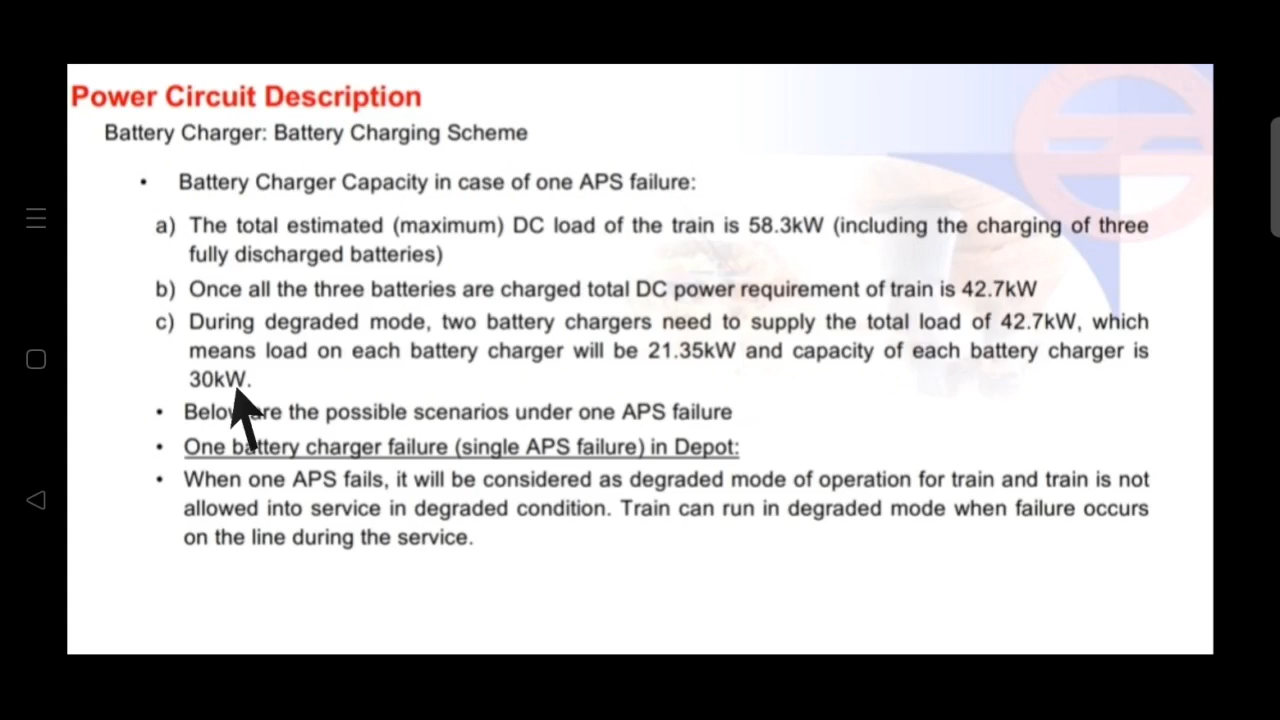 Power Circuit Description
Battery Charger: Battery Charging Scheme
• Battery Charger Capacity in case of one APS failure:
a) The total estimated (maximum) DC load of the train is 58.3kW (including the charging of three
fully discharged batteries)
b) Once all the three batteries are charged total DC power requirement of train is 42.7kW
c) During degraded mode, two battery chargers need to supply the total load of 42.7kW, which
means load on each battery charger will be 21.35kW and capacity of each battery charger is
30kW.
• Below are the possible scenarios under one APS failure
• One battery charger failure (single APS failure) in Depot:
• When one APS fails, it will be considered as degraded mode of operation for train and train is not
allowed into service in degraded condition. Train can run in degraded mode when failure occurs
on the line during the service.